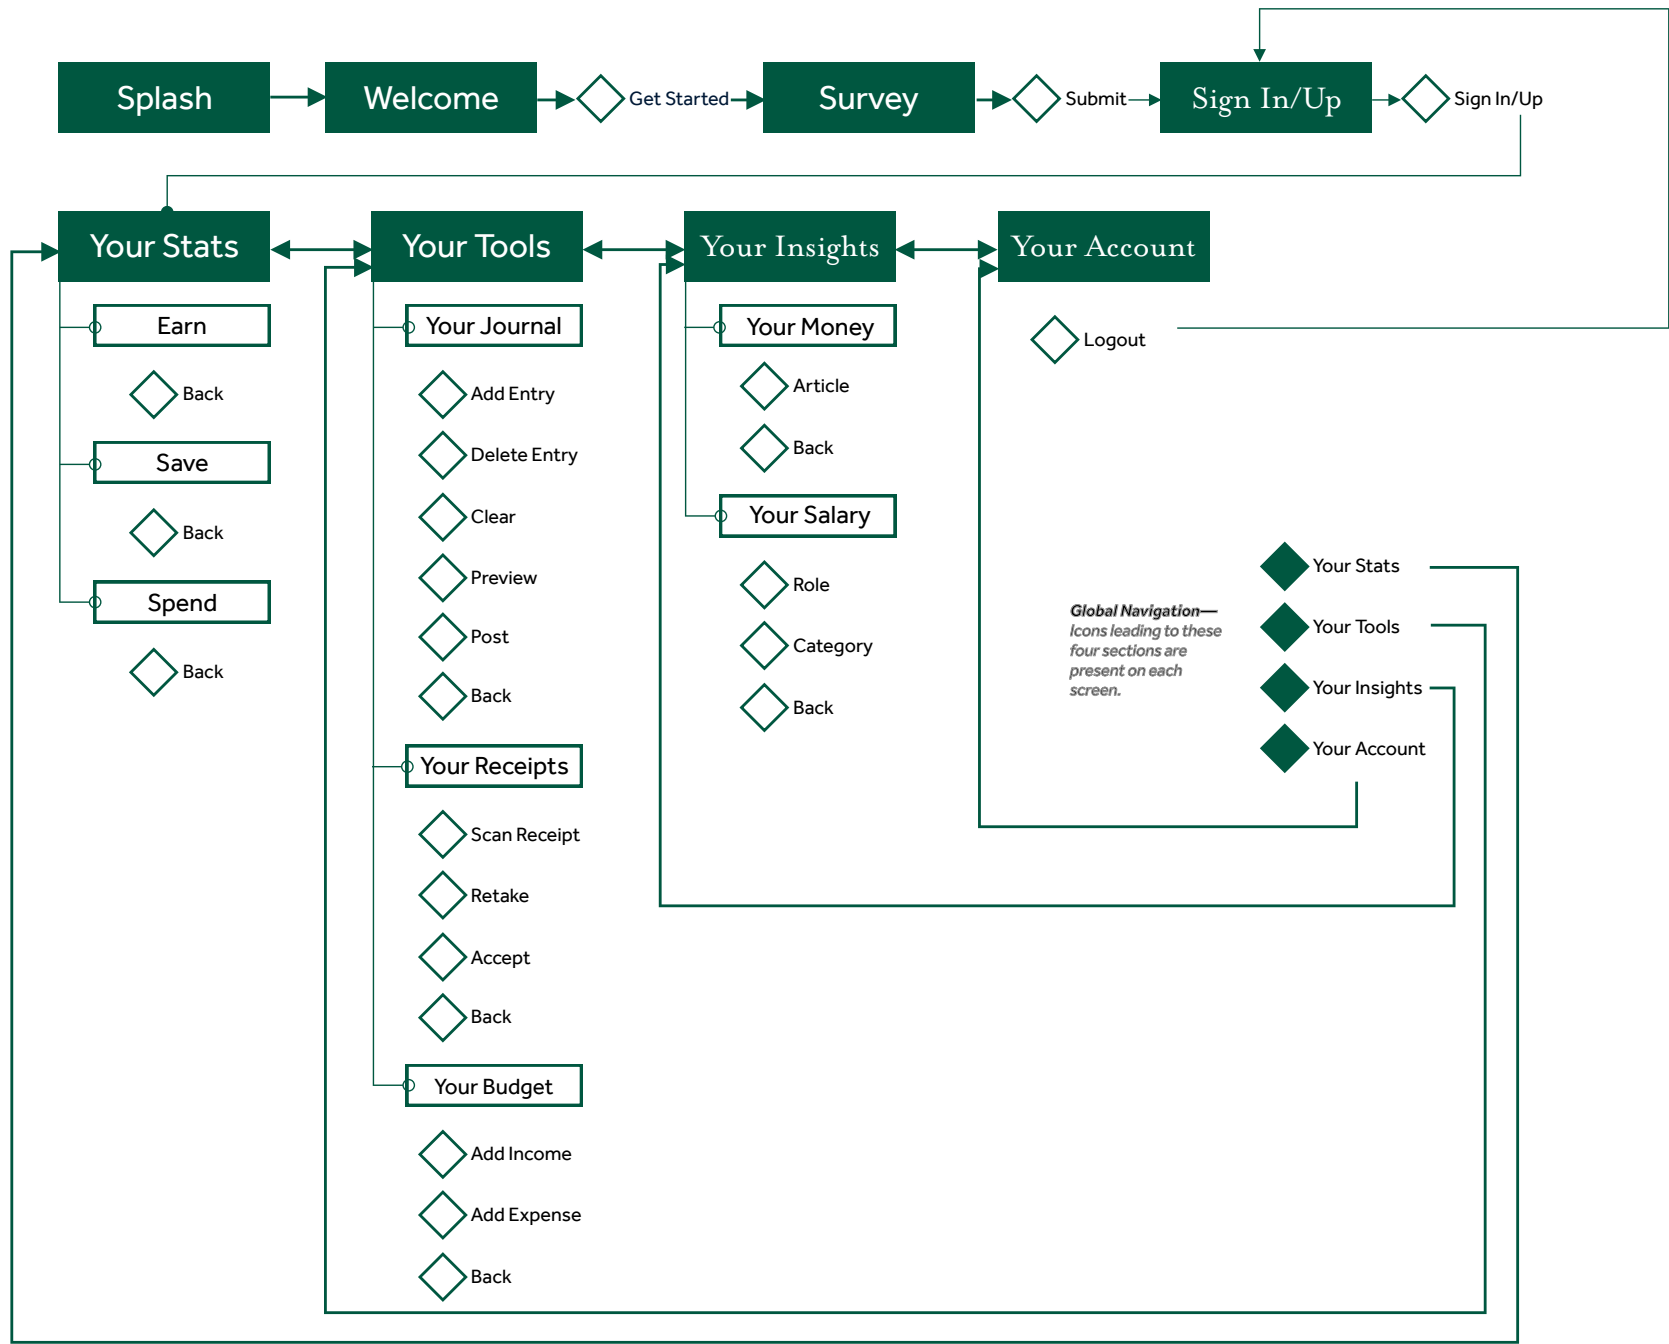 Splash
Welcome
Get Started
Survey
Submit
Sign In/Up
Sign In/Up
Your Stats
Your Tools
Your Insights
Your Account
Earn
Back
Save
Back
Spend
Back
Your Journal
Add Entry
Delete Entry
Clear
Preview
Post
Back
Your Receipts
Scan Receipt
Retake
Accept
Back
Your Budget
Add Income
Add Expense
Back
Your Money
Article
Back
Your Salary
Role
Category
Back
Logout
Global Navigation—
Icons leading to these
four sections are
present on each
screen.
Your Stats
Your Tools
Your Insights
Your Account